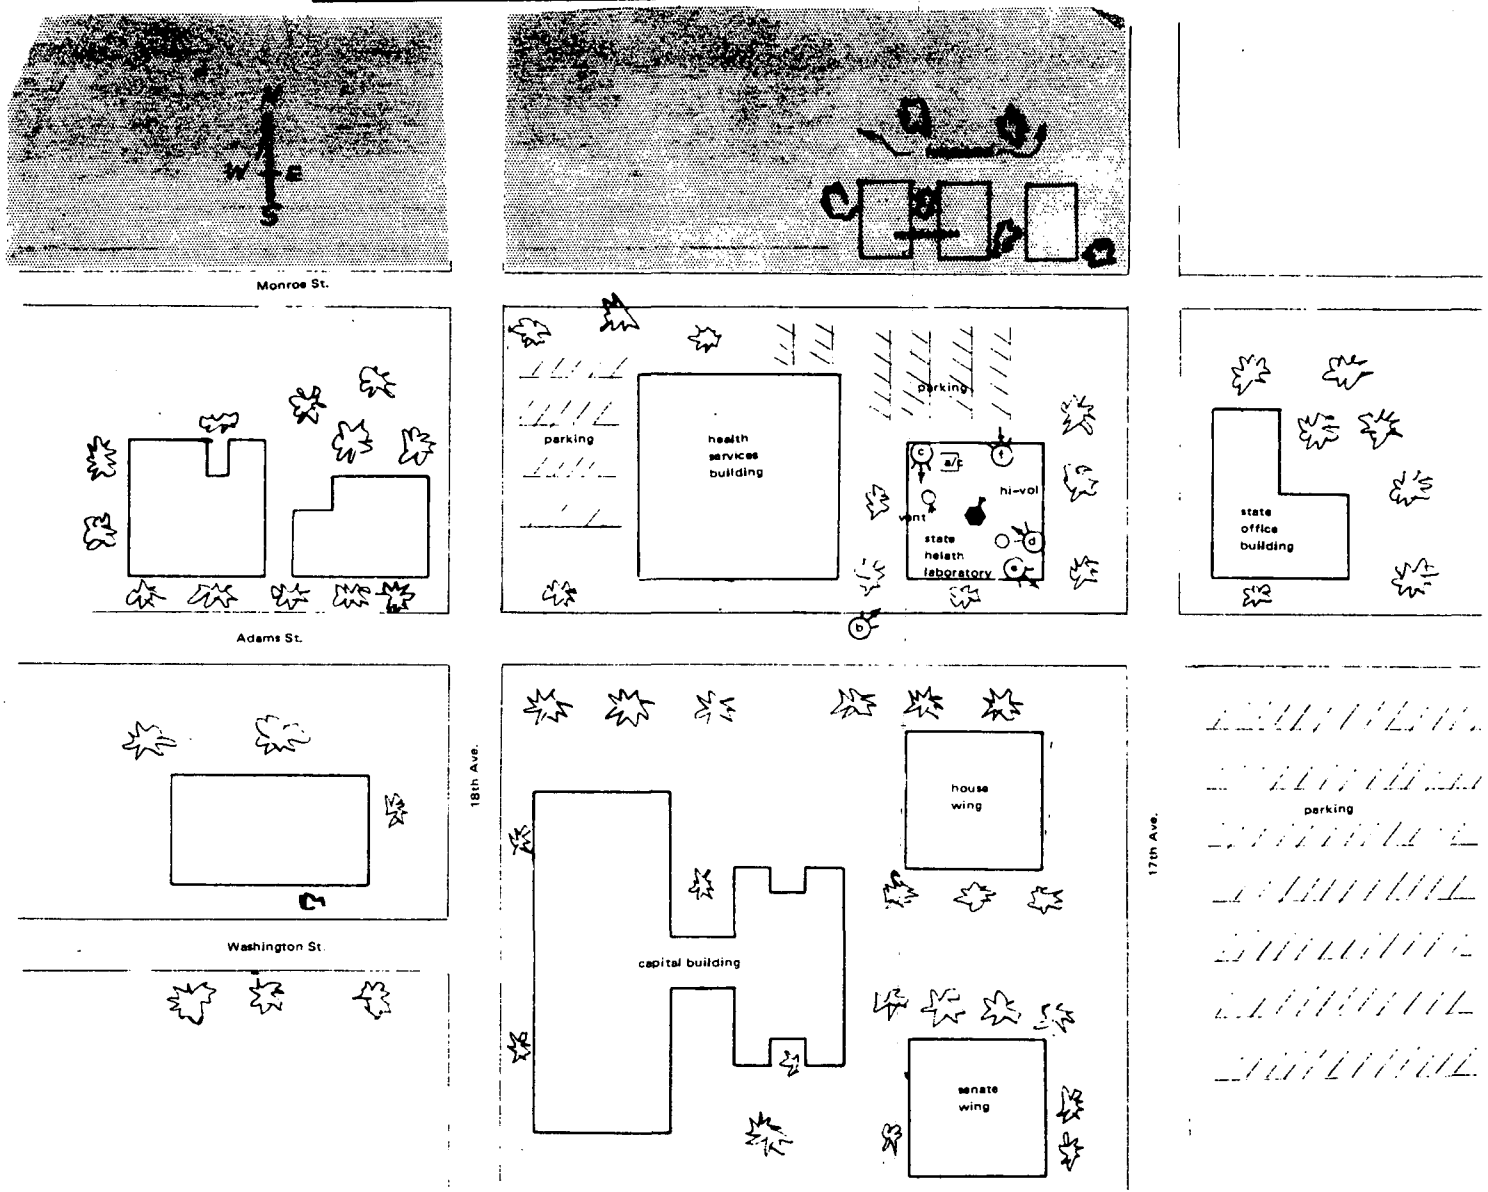 N
W E
S
Monroe St.
parking
parking
health
services
building
c
a/c
f
hi-vol
vent
state
helath
laboratory
d
e
state
office
building
b
Adams St.
18th Ave.
house
wing
17th Ave.
parking
Washington St.
capital building
senate
wing